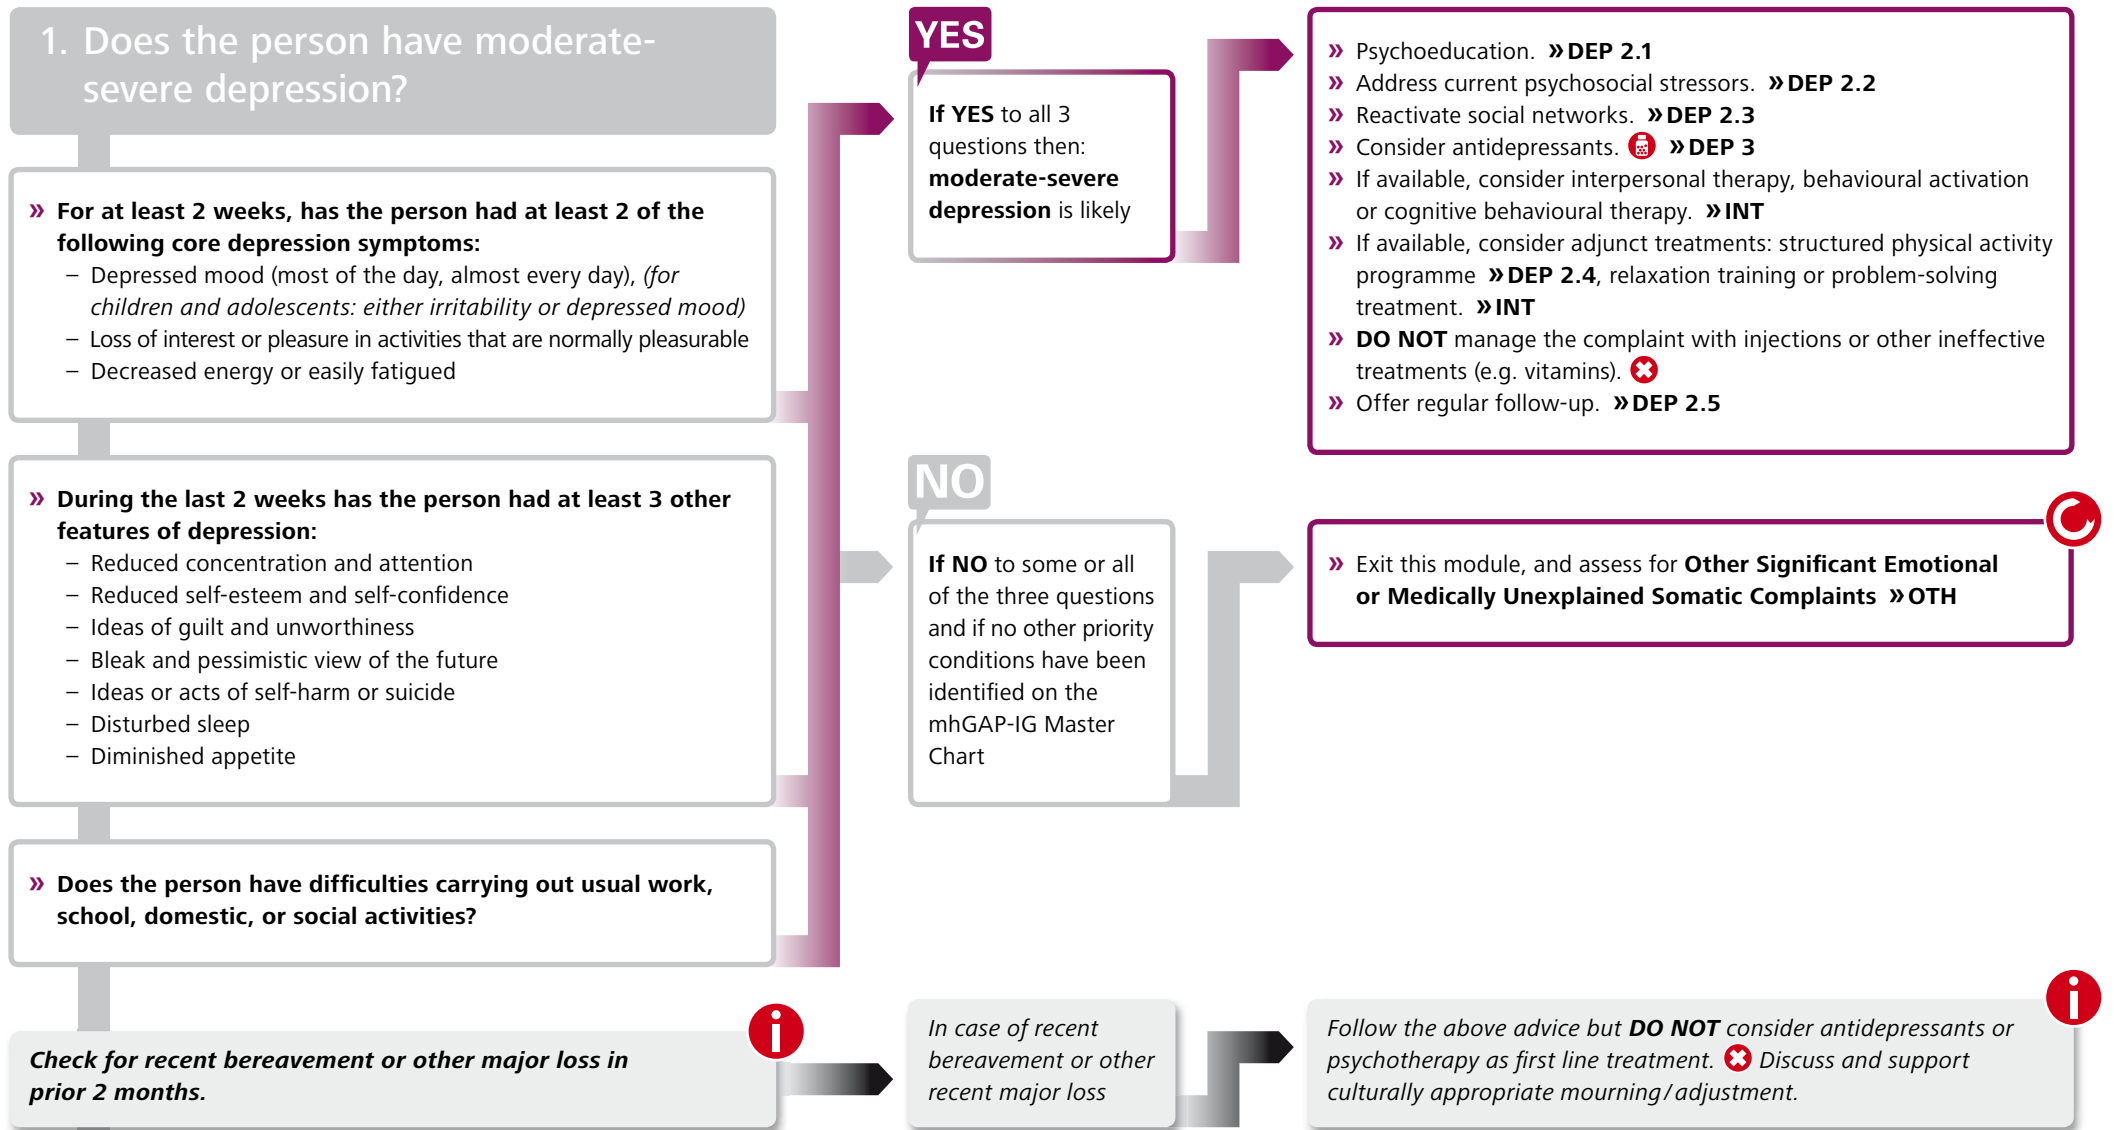 1. Does the person have moderate-
severe depression?
» For at least 2 weeks, has the person had at least 2 of the
following core depression symptoms:
– Depressed mood (most of the day, almost every day), (for
children and adolescents: either irritability or depressed mood)
– Loss of interest or pleasure in activities that are normally pleasurable
– Decreased energy or easily fatigued
» During the last 2 weeks has the person had at least 3 other
features of depression:
– Reduced concentration and attention
– Reduced self-esteem and self-confidence
– Ideas of guilt and unworthiness
– Bleak and pessimistic view of the future
– Ideas or acts of self-harm or suicide
– Disturbed sleep
– Diminished appetite
» Does the person have difficulties carrying out usual work,
school, domestic, or social activities?
YES
If YES to all 3
questions then:
moderate-severe
depression is likely
» Psychoeducation. » DEP 2.1
» Address current psychosocial stressors. » DEP 2.2
» Reactivate social networks. » DEP 2.3
» Consider antidepressants. » DEP 3
» If available, consider interpersonal therapy, behavioural activation
or cognitive behavioural therapy. » INT
» If available, consider adjunct treatments: structured physical activity
programme » DEP 2.4, relaxation training or problem-solving
treatment. » INT
» DO NOT manage the complaint with injections or other ineffective
treatments (e.g. vitamins).
» Offer regular follow-up. » DEP 2.5
NO
If NO to some or all
of the three questions
and if no other priority
conditions have been
identified on the
mhGAP-IG Master
Chart
» Exit this module, and assess for Other Significant Emotional
or Medically Unexplained Somatic Complaints » OTH
i
Check for recent bereavement or other major loss in
prior 2 months.
In case of recent
bereavement or other
recent major loss
i
Follow the above advice but DO NOT consider antidepressants or
psychotherapy as first line treatment. Discuss and support
culturally appropriate mourning/adjustment.